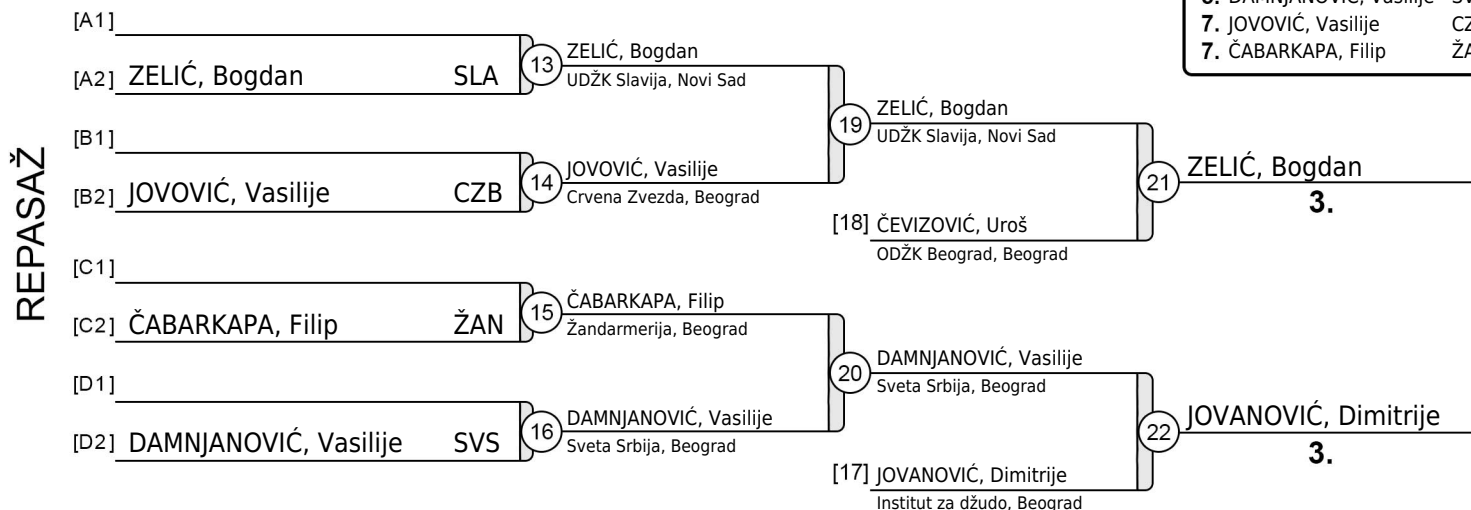 REPASAŽ
[A1]
[A2] ZELIĆ, Bogdan SLA
13
ZELIĆ, Bogdan
UDŽK Slavija, Novi Sad
[B1]
[B2] JOVOVIĆ, Vasilije CZB
14
JOVOVIĆ, Vasilije
Crvena Zvezda, Beograd
[C1]
[C2] ČABARKAPA, Filip ŽAN
15
ČABARKAPA, Filip
Žandarmerija, Beograd
[D1]
[D2] DAMNJANOVIĆ, Vasilije SVS
16
DAMNJANOVIĆ, Vasilije
Sveta Srbija, Beograd
19
ZELIĆ, Bogdan
UDŽK Slavija, Novi Sad
[18] ČEVIZOVIĆ, Uroš
ODŽK Beograd, Beograd
20
DAMNJANOVIĆ, Vasilije
Sveta Srbija, Beograd
[17] JOVANOVIĆ, Dimitrije
Institut za džudo, Beograd
21
ZELIĆ, Bogdan
3.
22
JOVANOVIĆ, Dimitrije
3.
DAMNJANOVIĆ, Vasilije
7. JOVOVIĆ, Vasilije CZ
7. ČABARKAPA, Filip ŽA